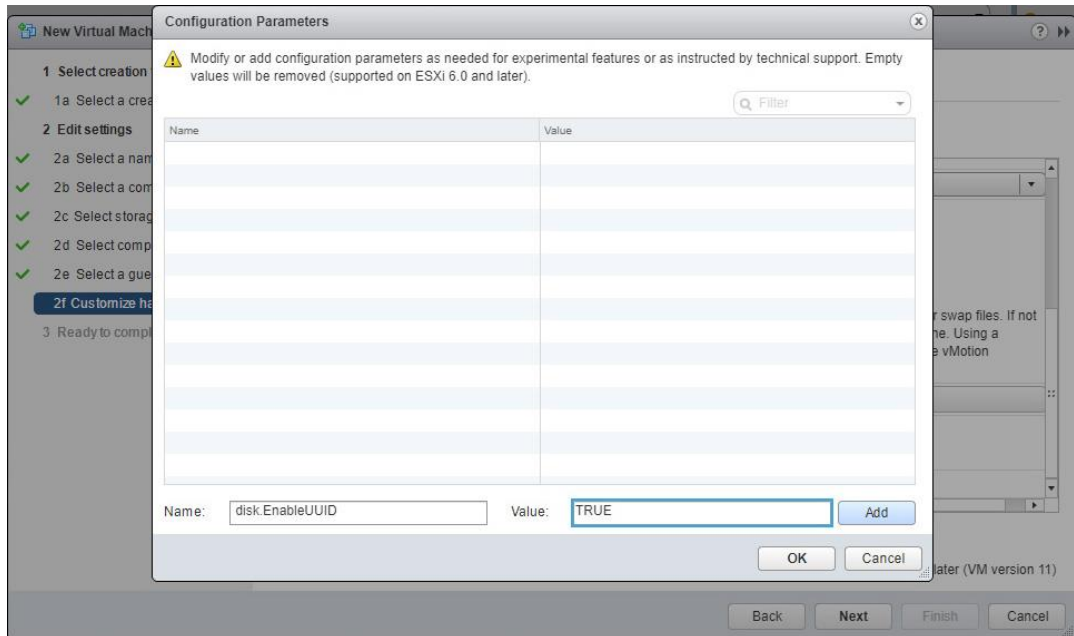 New Virtual Mach
1 Select creation
1a Select a crea
2 Edit settings
2a Select a nam
2b Select a com
2c Select storag
2d Select comp
2e Select a gue
2f Customize ha
3 Ready to compl
Configuration Parameters
Modify or add configuration parameters as needed for experimental features or as instructed by technical support. Empty
values will be removed (supported on ESXi 6.0 and later).
Filter
Name Value
Name: disk.EnableUUID Value: TRUE Add
OK Cancel
r swap files. If not
ne. Using a
e vMotion
later (VM version 11)
Back Next Finish Cancel